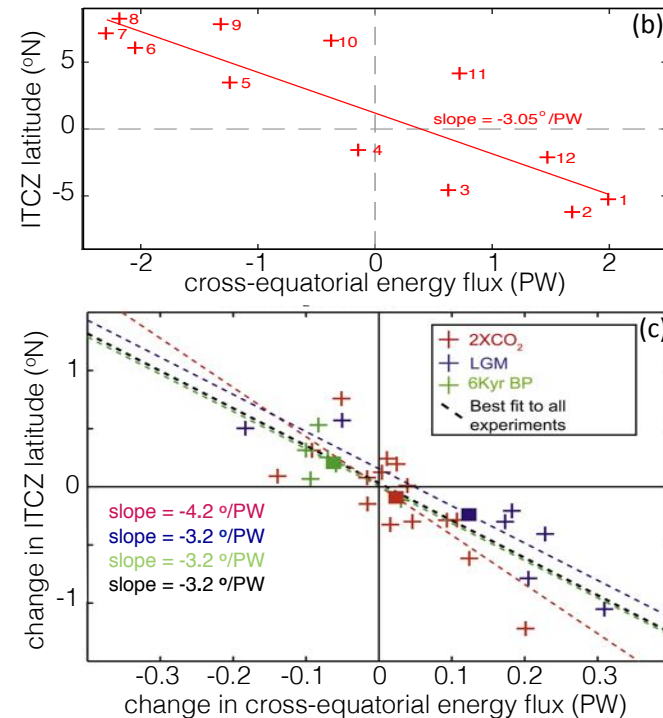 (b)
ITCZ latitude (ºN)
5
0
-5
8
9
7
6
10
5
11
slope = -3.05°/PW
4
12
3
1
2
-2
-1
0
1
2
cross-equatorial energy flux (PW)
(c)
2XCO₂
LGM
6Kyr BP
Best fit to all
experiments
change in ITCZ latitude (ºN)
1
0
-1
slope = -4.2 º/PW
slope = -3.2 º/PW
slope = -3.2 º/PW
slope = -3.2 º/PW
-0.3
-0.2
-0.1
0
0.1
0.2
0.3
change in cross-equatorial energy flux (PW)